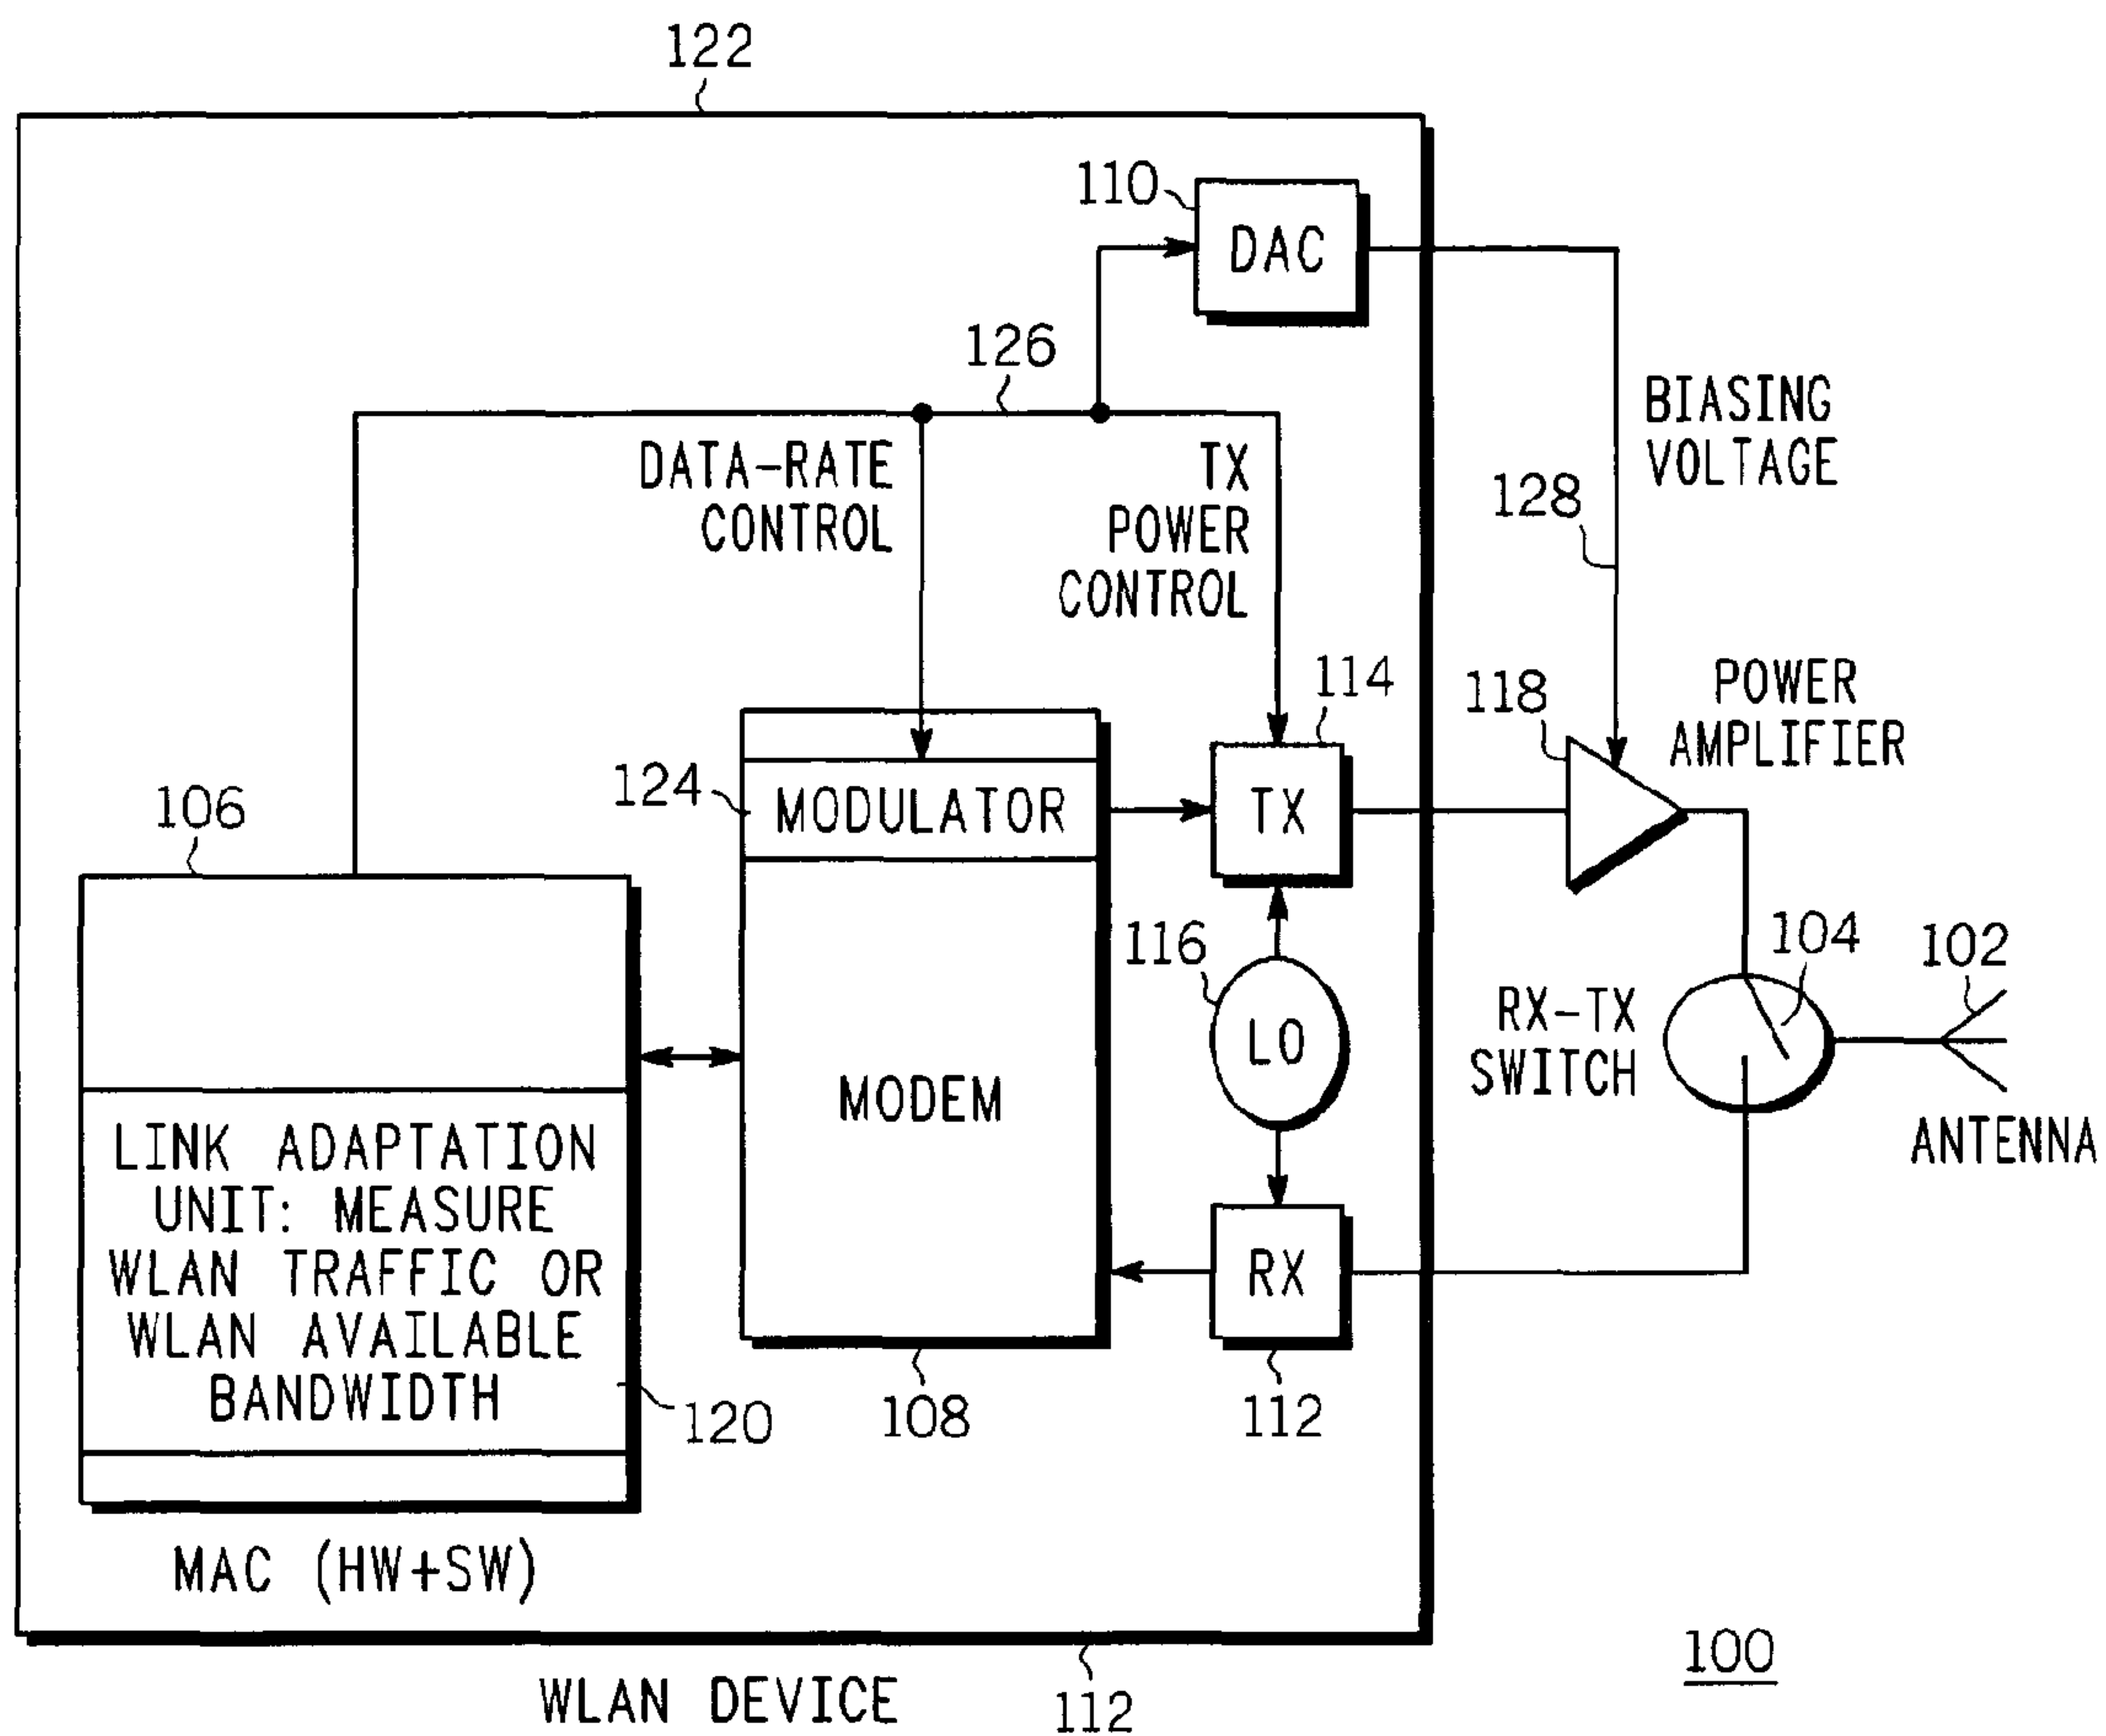 122
110
DAC
126
DATA-RATE
CONTROL
TX
POWER
CONTROL
BIASING
VOLTAGE
128
114
118
POWER
AMPLIFIER
124
MODULATOR
TX
106
116
LO
104
102
RX-TX
SWITCH
ANTENNA
MODEM
LINK ADAPTATION
UNIT: MEASURE
WLAN TRAFFIC OR
WLAN AVAILABLE
BANDWIDTH
RX
120
108
112
MAC (HW+SW)
WLAN DEVICE
112
100